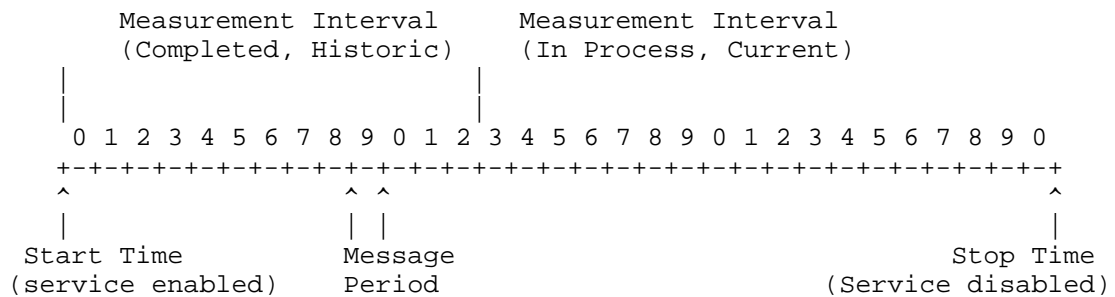 Measurement Interval Measurement Interval
(Completed, Historic) (In Process, Current)
| |
| |
0 1 2 3 4 5 6 7 8 9 0 1 2 3 4 5 6 7 8 9 0 1 2 3 4 5 6 7 8 9 0
+-+-+-+-+-+-+-+-+-+-+-+-+-+-+-+-+-+-+-+-+-+-+-+-+-+-+-+-+-+-+-+
^ ^ ^ ^
| | | |
Start Time Message Stop Time
(service enabled) Period (Service disabled)